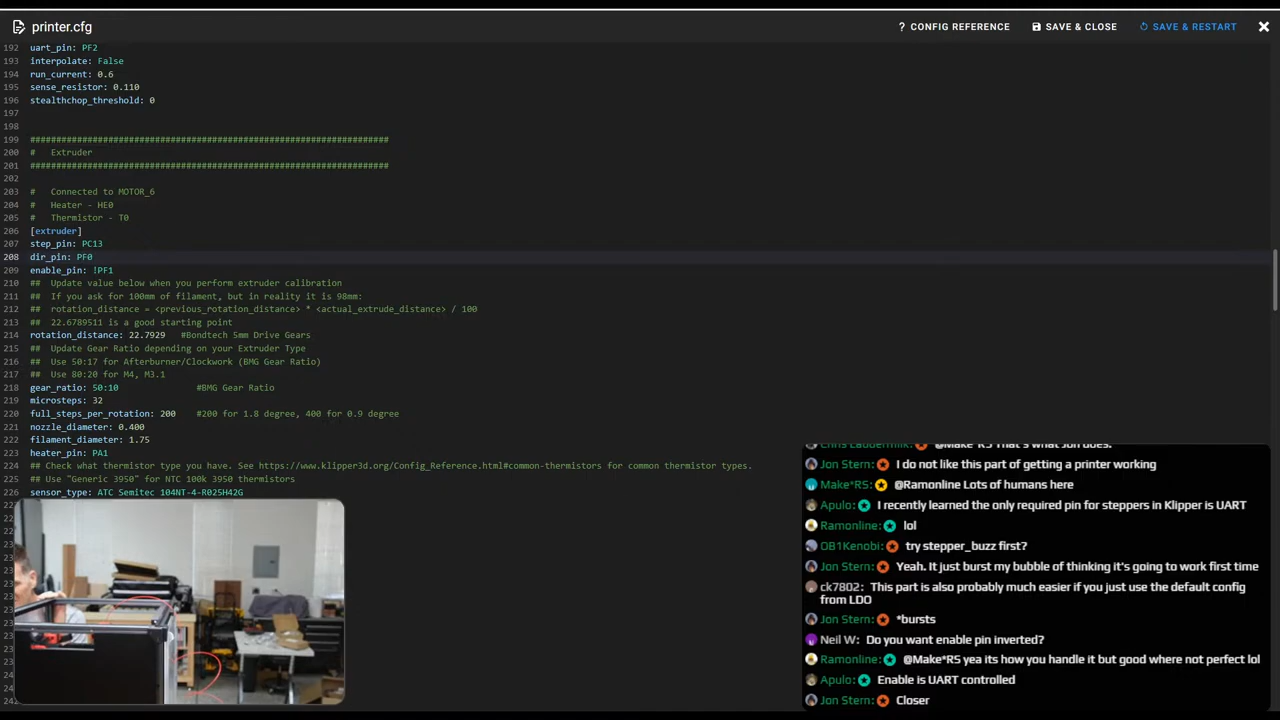 printer.cfg
? CONFIG REFERENCE
SAVE & CLOSE
SAVE & RESTART
192 uart_pin: PF2
193 interpolate: False
194 run_current: 0.6
195 sense_resistor: 0.110
196 stealthchop_threshold: 0
197
198
199 ####################################################################
200 #   Extruder
201 ####################################################################
202
203 #   Connected to MOTOR_6
204 #   Heater - HE0
205 #   Thermistor - T0
206 [extruder]
207 step_pin: PC13
208 dir_pin: PF0
209 enable_pin: !PF1
210 ##  Update value below when you perform extruder calibration
211 ##  If you ask for 100mm of filament, but in reality it is 98mm:
212 ##  rotation_distance = <previous_rotation_distance> * <actual_extrude_distance> / 100
213 ##  22.6789511 is a good starting point
214 rotation_distance: 22.7929   #Bondtech 5mm Drive Gears
215 ##  Update Gear Ratio depending on your Extruder Type
216 ##  Use 50:17 for Afterburner/Clockwork (BMG Gear Ratio)
217 ##  Use 80:20 for M4, M3.1
218 gear_ratio: 50:10               #BMG Gear Ratio
219 microsteps: 32
220 full_steps_per_rotation: 200    #200 for 1.8 degree, 400 for 0.9 degree
221 nozzle_diameter: 0.400
222 filament_diameter: 1.75
223 heater_pin: PA1
224 ## Check what thermistor type you have. See https://www.klipper3d.org/Config_Reference.html#common-thermistors for common thermistor types.
225 ## Use "Generic 3950" for NTC 100k 3950 thermistors
226 sensor_type: ATC Semitec 104NT-4-R025H42G
Chris Laudermilk: @Make*RS That's what Jon does.
Jon Stern: I do not like this part of getting a printer working
Make*RS: @Ramonline Lots of humans here
Apulo: I recently learned the only required pin for steppers in Klipper is UART
Ramonline: lol
OB1Kenobi: try stepper_buzz first?
Jon Stern: Yeah. It just burst my bubble of thinking it's going to work first time
ck7802: This part is also probably much easier if you just use the default config
from LDO
Jon Stern: *bursts
Neil W: Do you want enable pin inverted?
Ramonline: @Make*RS yea its how you handle it but good where not perfect lol
Apulo: Enable is UART controlled
Jon Stern: Closer